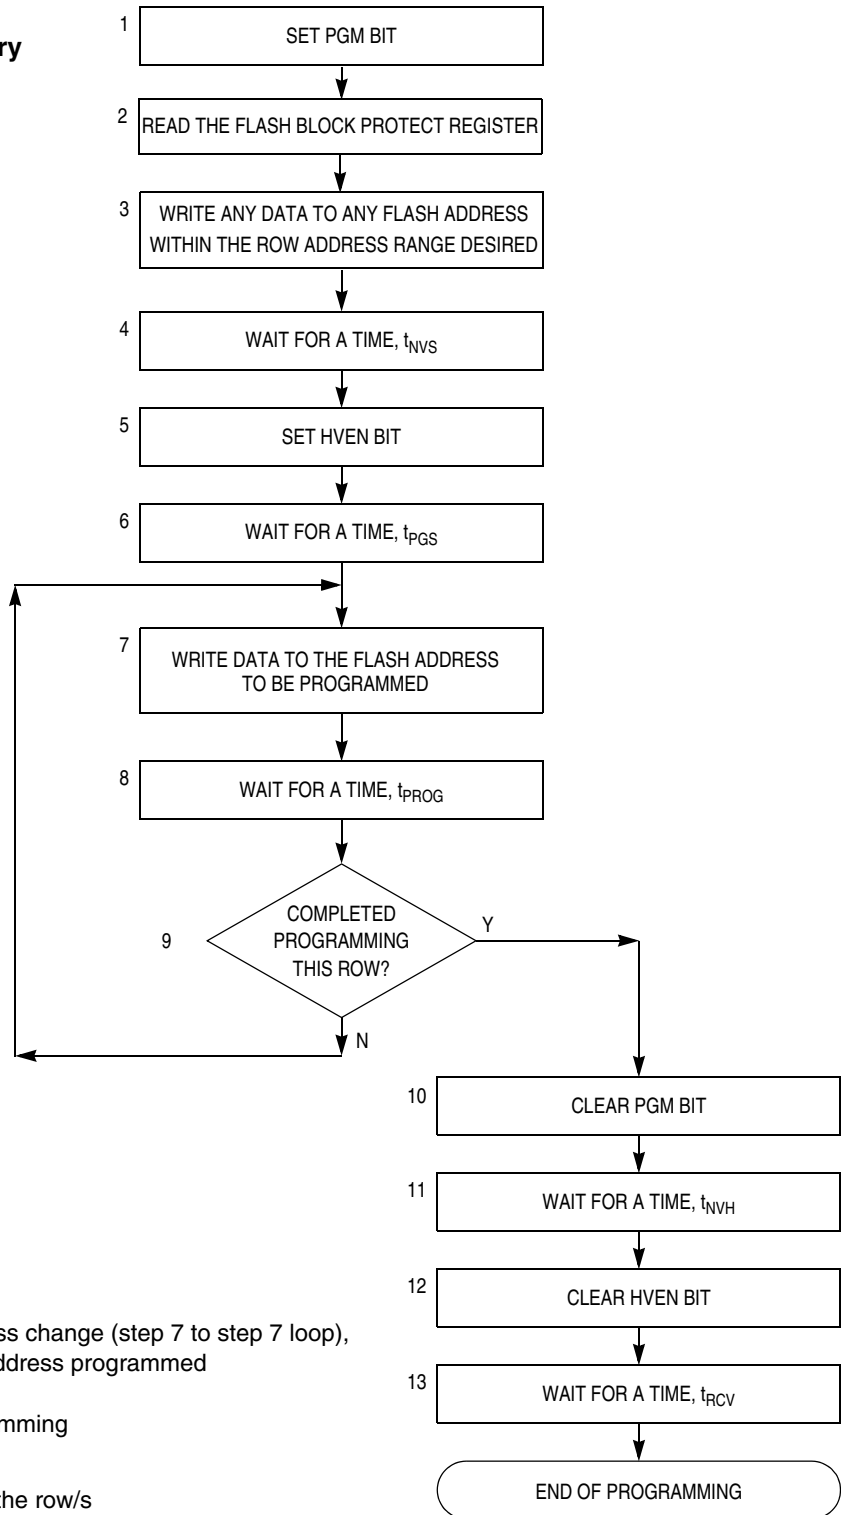 ry
1
SET PGM BIT
2
READ THE FLASH BLOCK PROTECT REGISTER
3
WRITE ANY DATA TO ANY FLASH ADDRESS
WITHIN THE ROW ADDRESS RANGE DESIRED
4
WAIT FOR A TIME, tNVS
5
SET HVEN BIT
6
WAIT FOR A TIME, tPGS
7
WRITE DATA TO THE FLASH ADDRESS
TO BE PROGRAMMED
8
WAIT FOR A TIME, tPROG
9
COMPLETED
PROGRAMMING
THIS ROW?
Y
N
10
CLEAR PGM BIT
11
WAIT FOR A TIME, tNVH
12
CLEAR HVEN BIT
13
WAIT FOR A TIME, tRCV
END OF PROGRAMMING
ss change (step 7 to step 7 loop),
ddress programmed
mming
the row/s